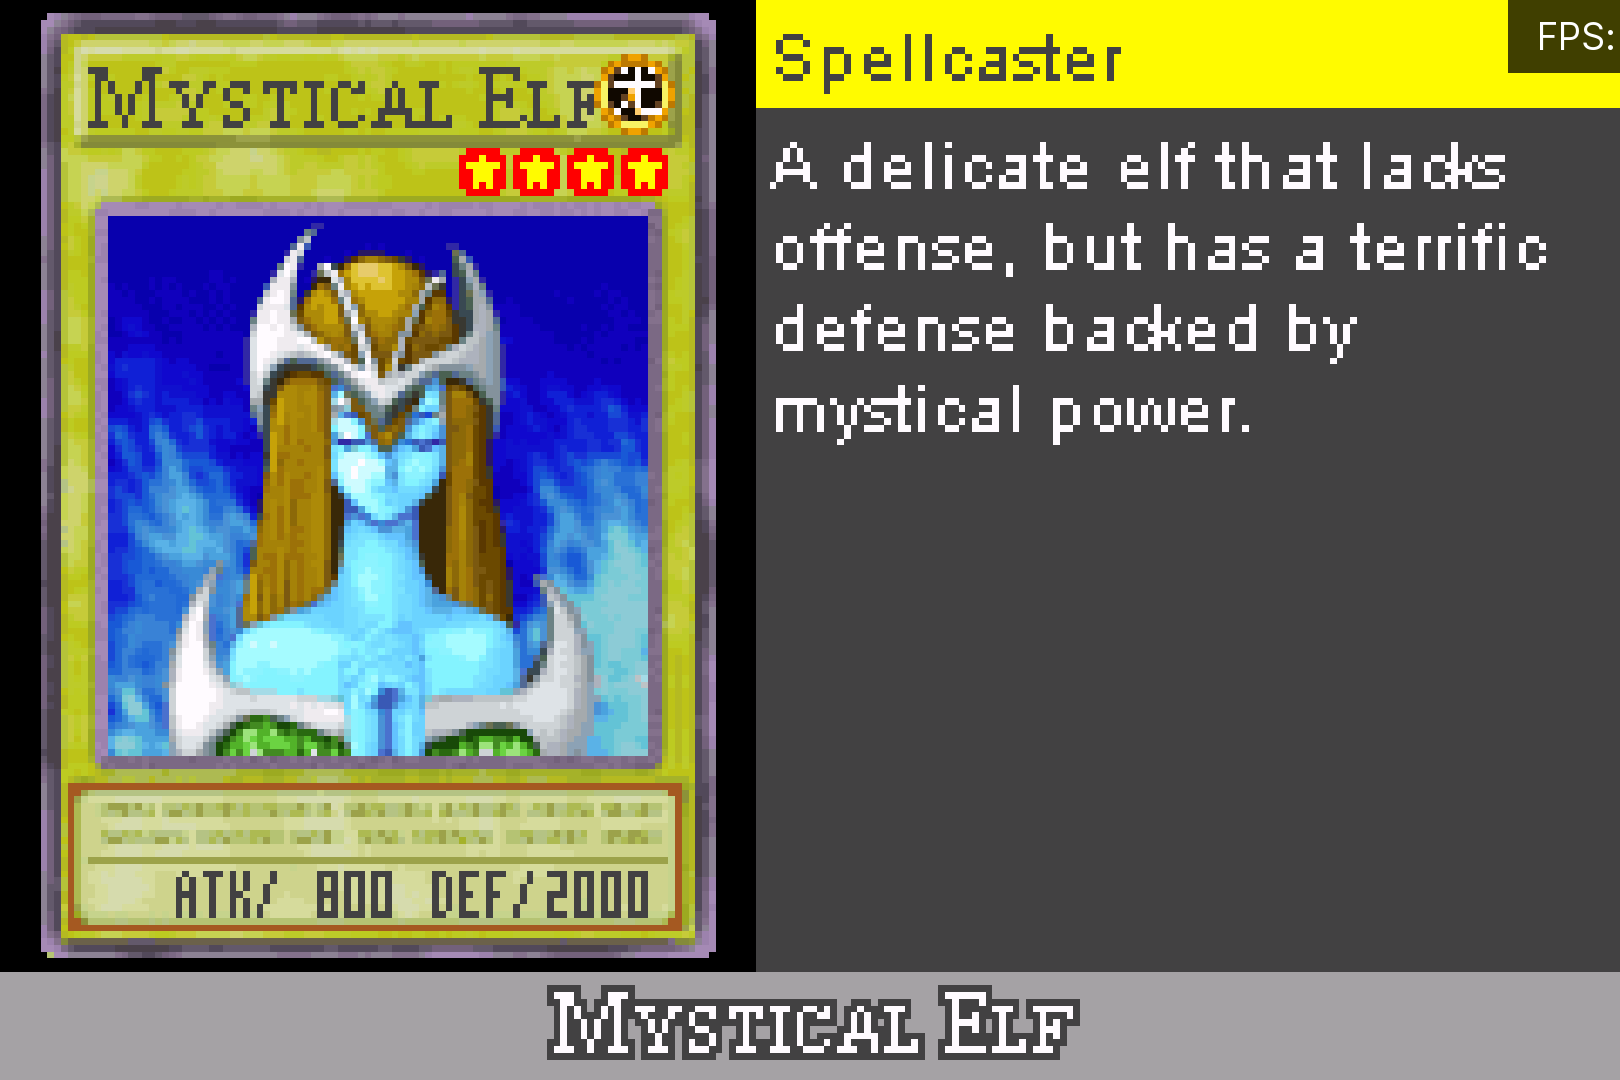 Mystical Elf
ATK/ 800 DEF/2000
Spellcaster
FPS:
A delicate elf that lacks
offense, but has a terrific
defense backed by
mystical power.
Mystical Elf